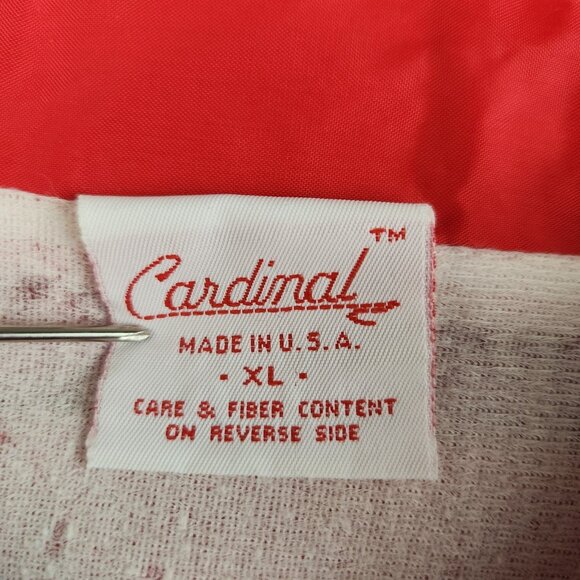 Cardinal™
MADE IN U.S.A.
- XL -
CARE & FIBER CONTENT
ON REVERSE SIDE